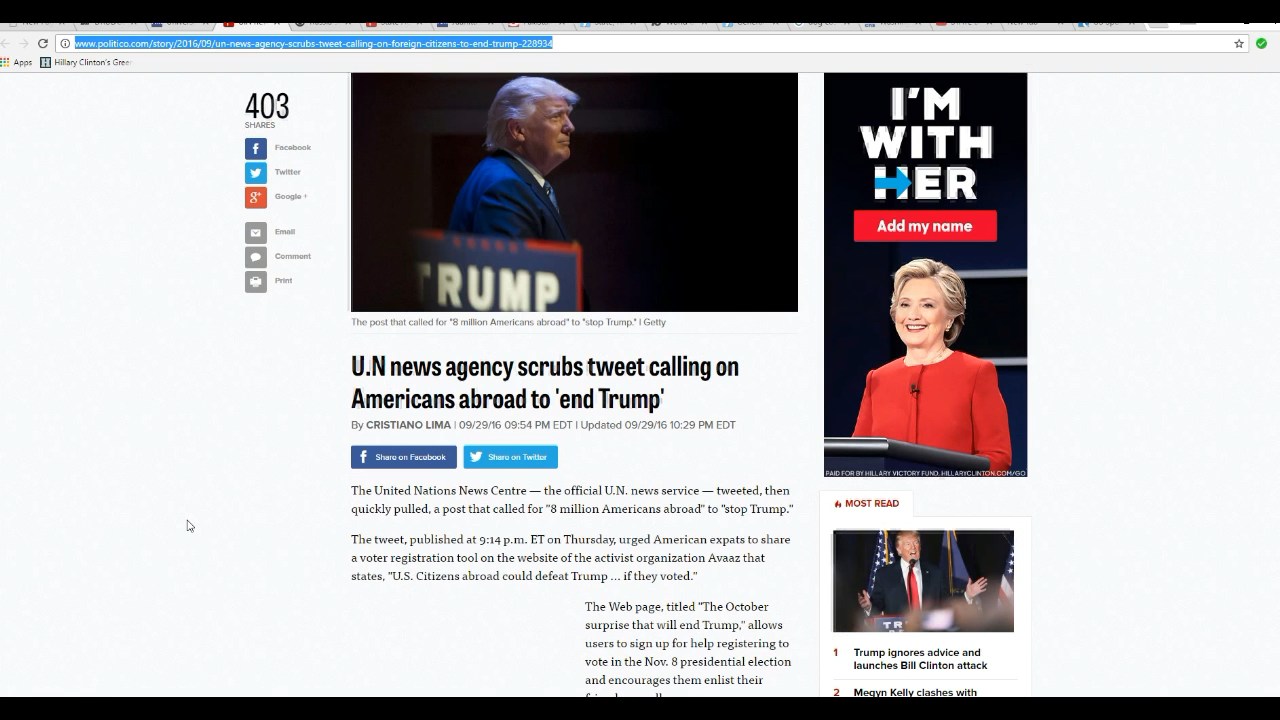 www.politico.com/story/2016/09/un-news-agency-scrubs-tweet-calling-on-foreign-citizens-to-end-trump-228934
Apps
Hillary Clinton's Gree
403
SHARES
Facebook
Twitter
Google +
Email
Comment
Print
TRUMP
The post that called for "8 million Americans abroad" to "stop Trump." | Getty
U.N news agency scrubs tweet calling on
Americans abroad to 'end Trump'
By CRISTIANO LIMA | 09/29/16 09:54 PM EDT | Updated 09/29/16 10:29 PM EDT
Share on Facebook
Share on Twitter
The United Nations News Centre — the official U.N. news service — tweeted, then
quickly pulled, a post that called for "8 million Americans abroad" to "stop Trump."
The tweet, published at 9:14 p.m. ET on Thursday, urged American expats to share
a voter registration tool on the website of the activist organization Avaaz that
states, "U.S. Citizens abroad could defeat Trump ... if they voted."
The Web page, titled "The October
surprise that will end Trump," allows
users to sign up for help registering to
vote in the Nov. 8 presidential election
and encourages them enlist their
I'M
WITH
HER
Add my name
PAID FOR BY HILLARY VICTORY FUND, HILLARYCLINTON.COM/GO
MOST READ
TR
1 Trump ignores advice and
launches Bill Clinton attack
2 Megyn Kelly clashes with